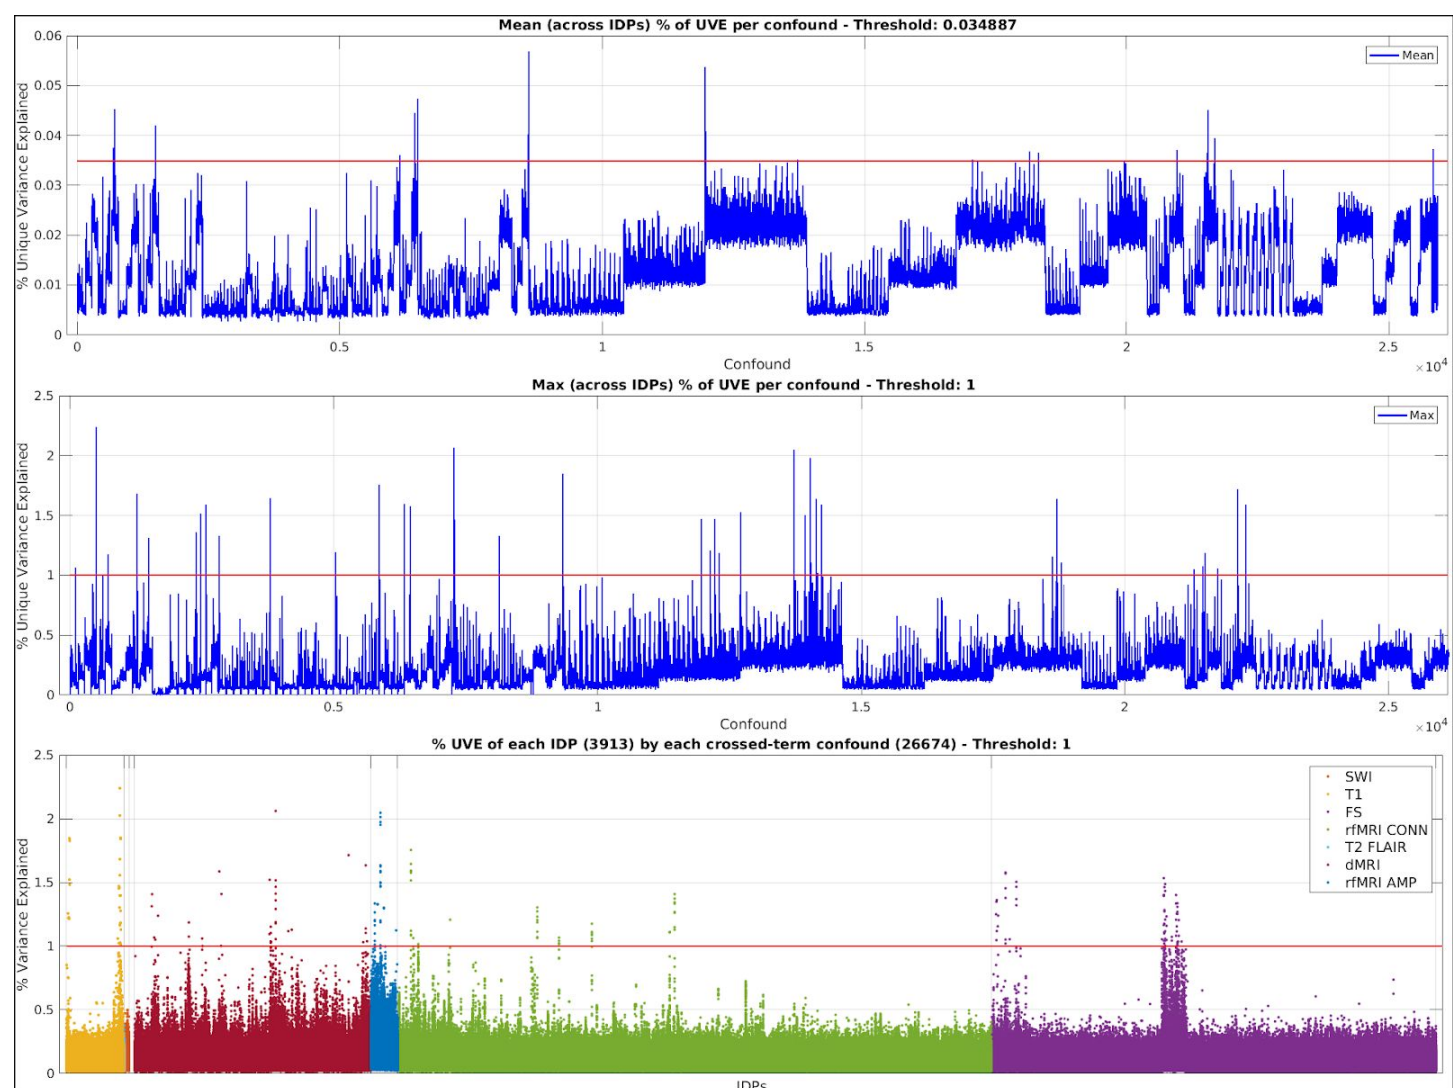 Mean (across IDPs) % of UVE per confound - Threshold: 0.034887
% Unique Variance Explained
0.06
0.05
0.04
0.03
0.02
0.01
0
Mean
0
0.5
1
1.5
2
2.5
×10⁴
Confound
Max (across IDPs) % of UVE per confound - Threshold: 1
% Unique Variance Explained
2.5
2
1.5
1
0.5
0
Max
0
0.5
1
1.5
2
2.5
×10⁴
Confound
% UVE of each IDP (3913) by each crossed-term confound (26674) - Threshold: 1
% Variance Explained
2.5
2
1.5
1
0.5
0
SWI
T1
FS
rfMRI CONN
T2 FLAIR
dMRI
rfMRI AMP
IDPs